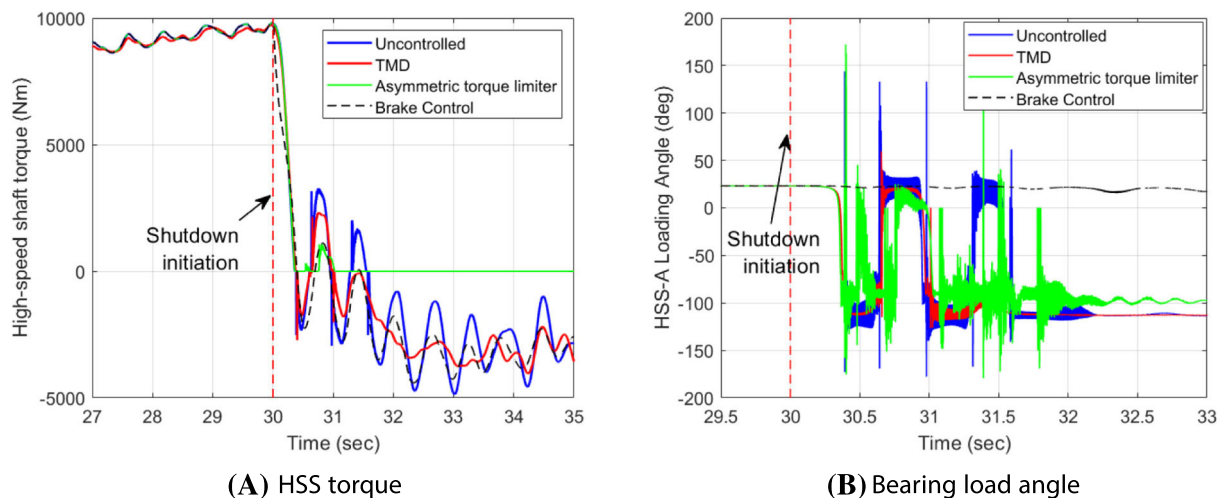 High-speed shaft torque (Nm)
10000
5000
0
-5000
27
28
29
30
31
32
33
34
35
Time (sec)
Uncontrolled
TMD
Asymmetric torque limiter
Brake Control
Shutdown
initiation
(A) HSS torque
HSS-A Loading Angle (deg)
200
150
100
50
0
-50
-100
-150
-200
29.5
30
30.5
31
31.5
32
32.5
33
Time (sec)
Uncontrolled
TMD
Asymmetric torque limiter
Brake Control
Shutdown
initiation
(B) Bearing load angle